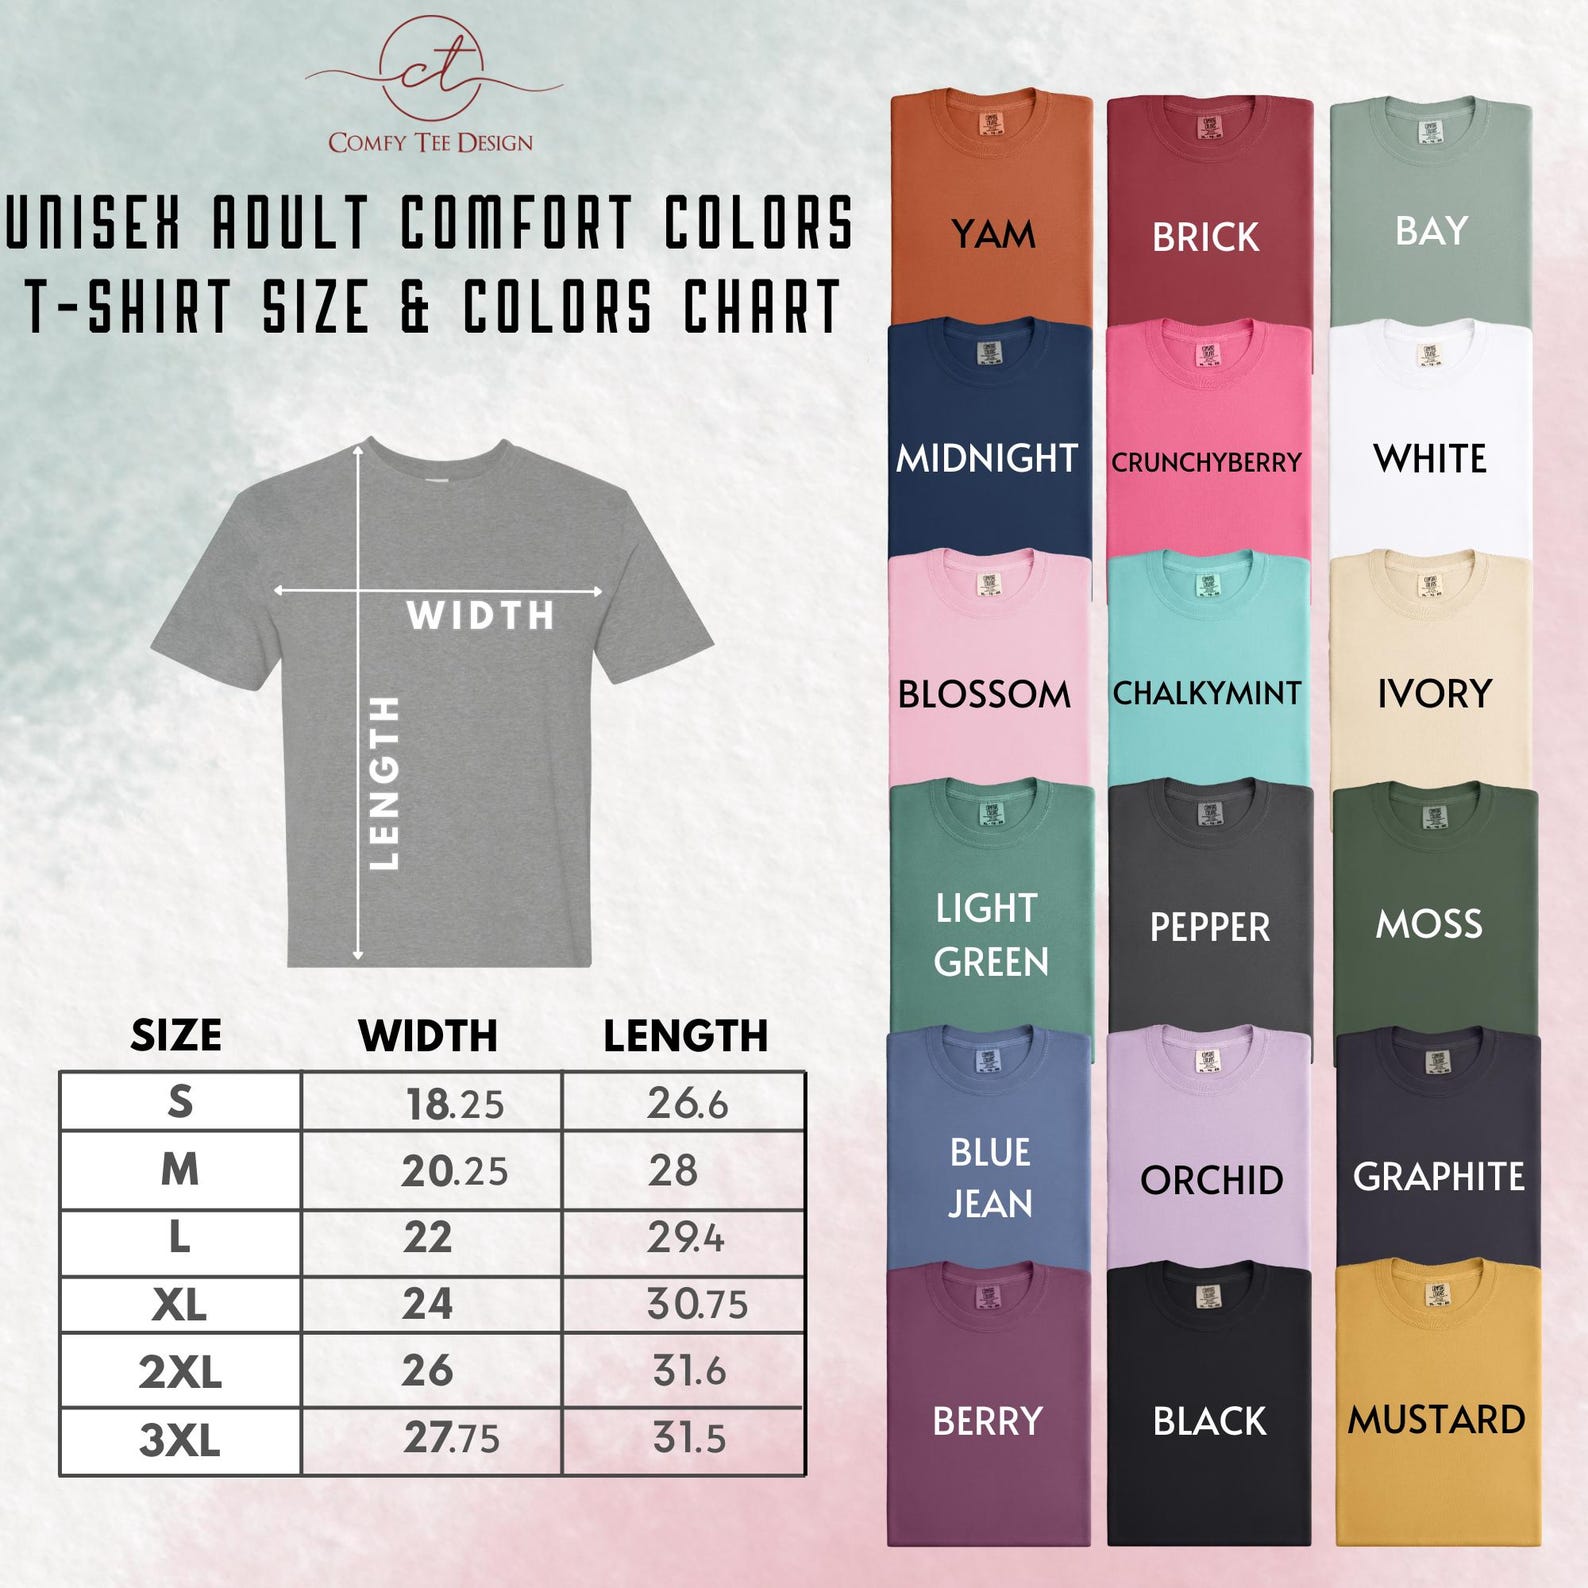 ct
COMFY TEE DESIGN
UNISEX ADULT COMFORT COLORS
T-SHIRT SIZE & COLORS CHART
WIDTH
LENGTH
SIZE WIDTH LENGTH
S 18.25 26.6
M 20.25 28
L 22 29.4
XL 24 30.75
2XL 26 31.6
3XL 27.75 31.5
YAM
BRICK
BAY
MIDNIGHT
CRUNCHYBERRY
WHITE
BLOSSOM
CHALKYMINT
IVORY
LIGHT
GREEN
PEPPER
MOSS
BLUE
JEAN
ORCHID
GRAPHITE
BERRY
BLACK
MUSTARD